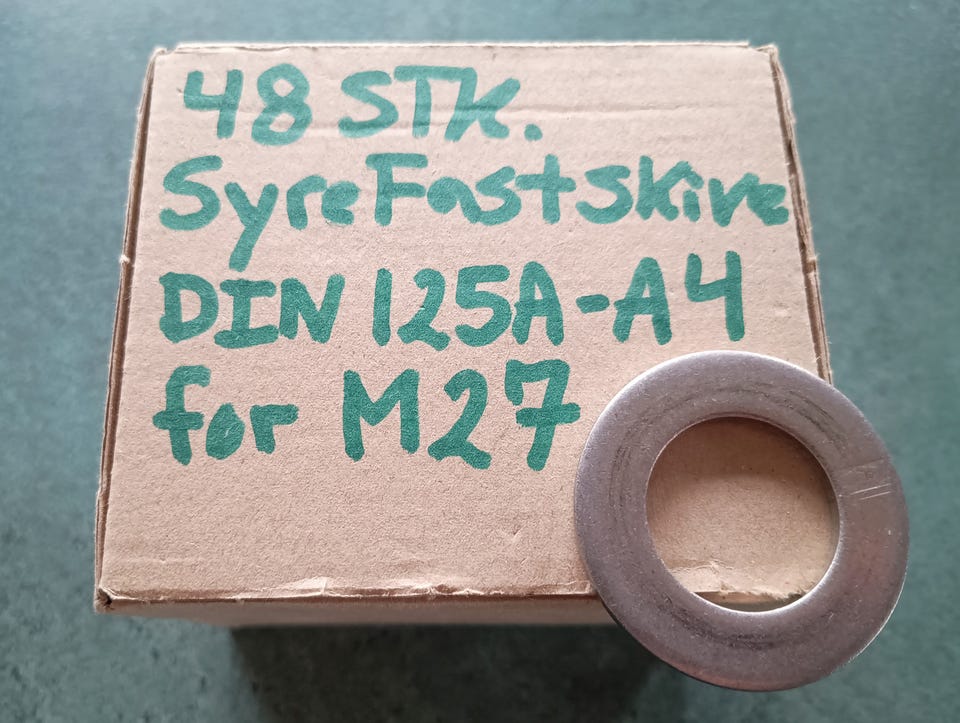 48 STK.
SyreFastskive
DIN 125A-A4
for M27